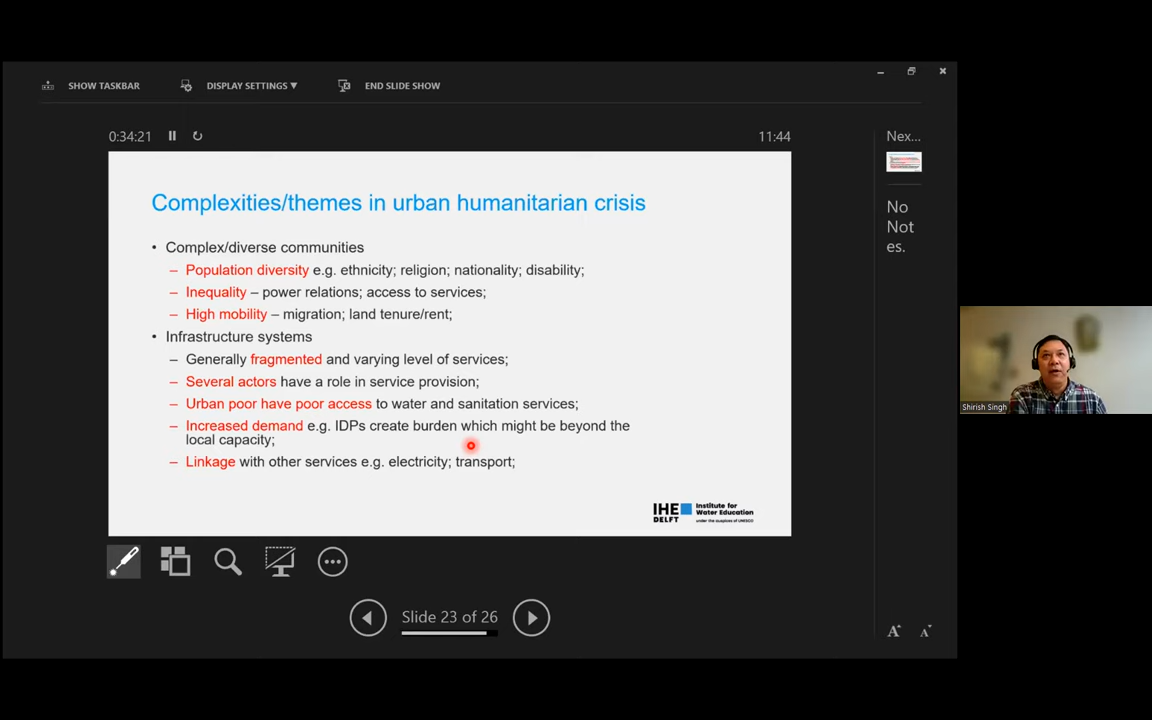 SHOW TASKBAR DISPLAY SETTINGS ▼ END SLIDE SHOW
0:34:21 11:44
Nex...
No
Not
es.
Complexities/themes in urban humanitarian crisis
• Complex/diverse communities
– Population diversity e.g. ethnicity; religion; nationality; disability;
– Inequality – power relations; access to services;
– High mobility – migration; land tenure/rent;
• Infrastructure systems
– Generally fragmented and varying level of services;
– Several actors have a role in service provision;
– Urban poor have poor access to water and sanitation services;
– Increased demand e.g. IDPs create burden which might be beyond the
local capacity;
– Linkage with other services e.g. electricity; transport;
IHE DELFT
Institute for
Water Education
under the auspices of UNESCO
Slide 23 of 26
A A
Shirish Singh